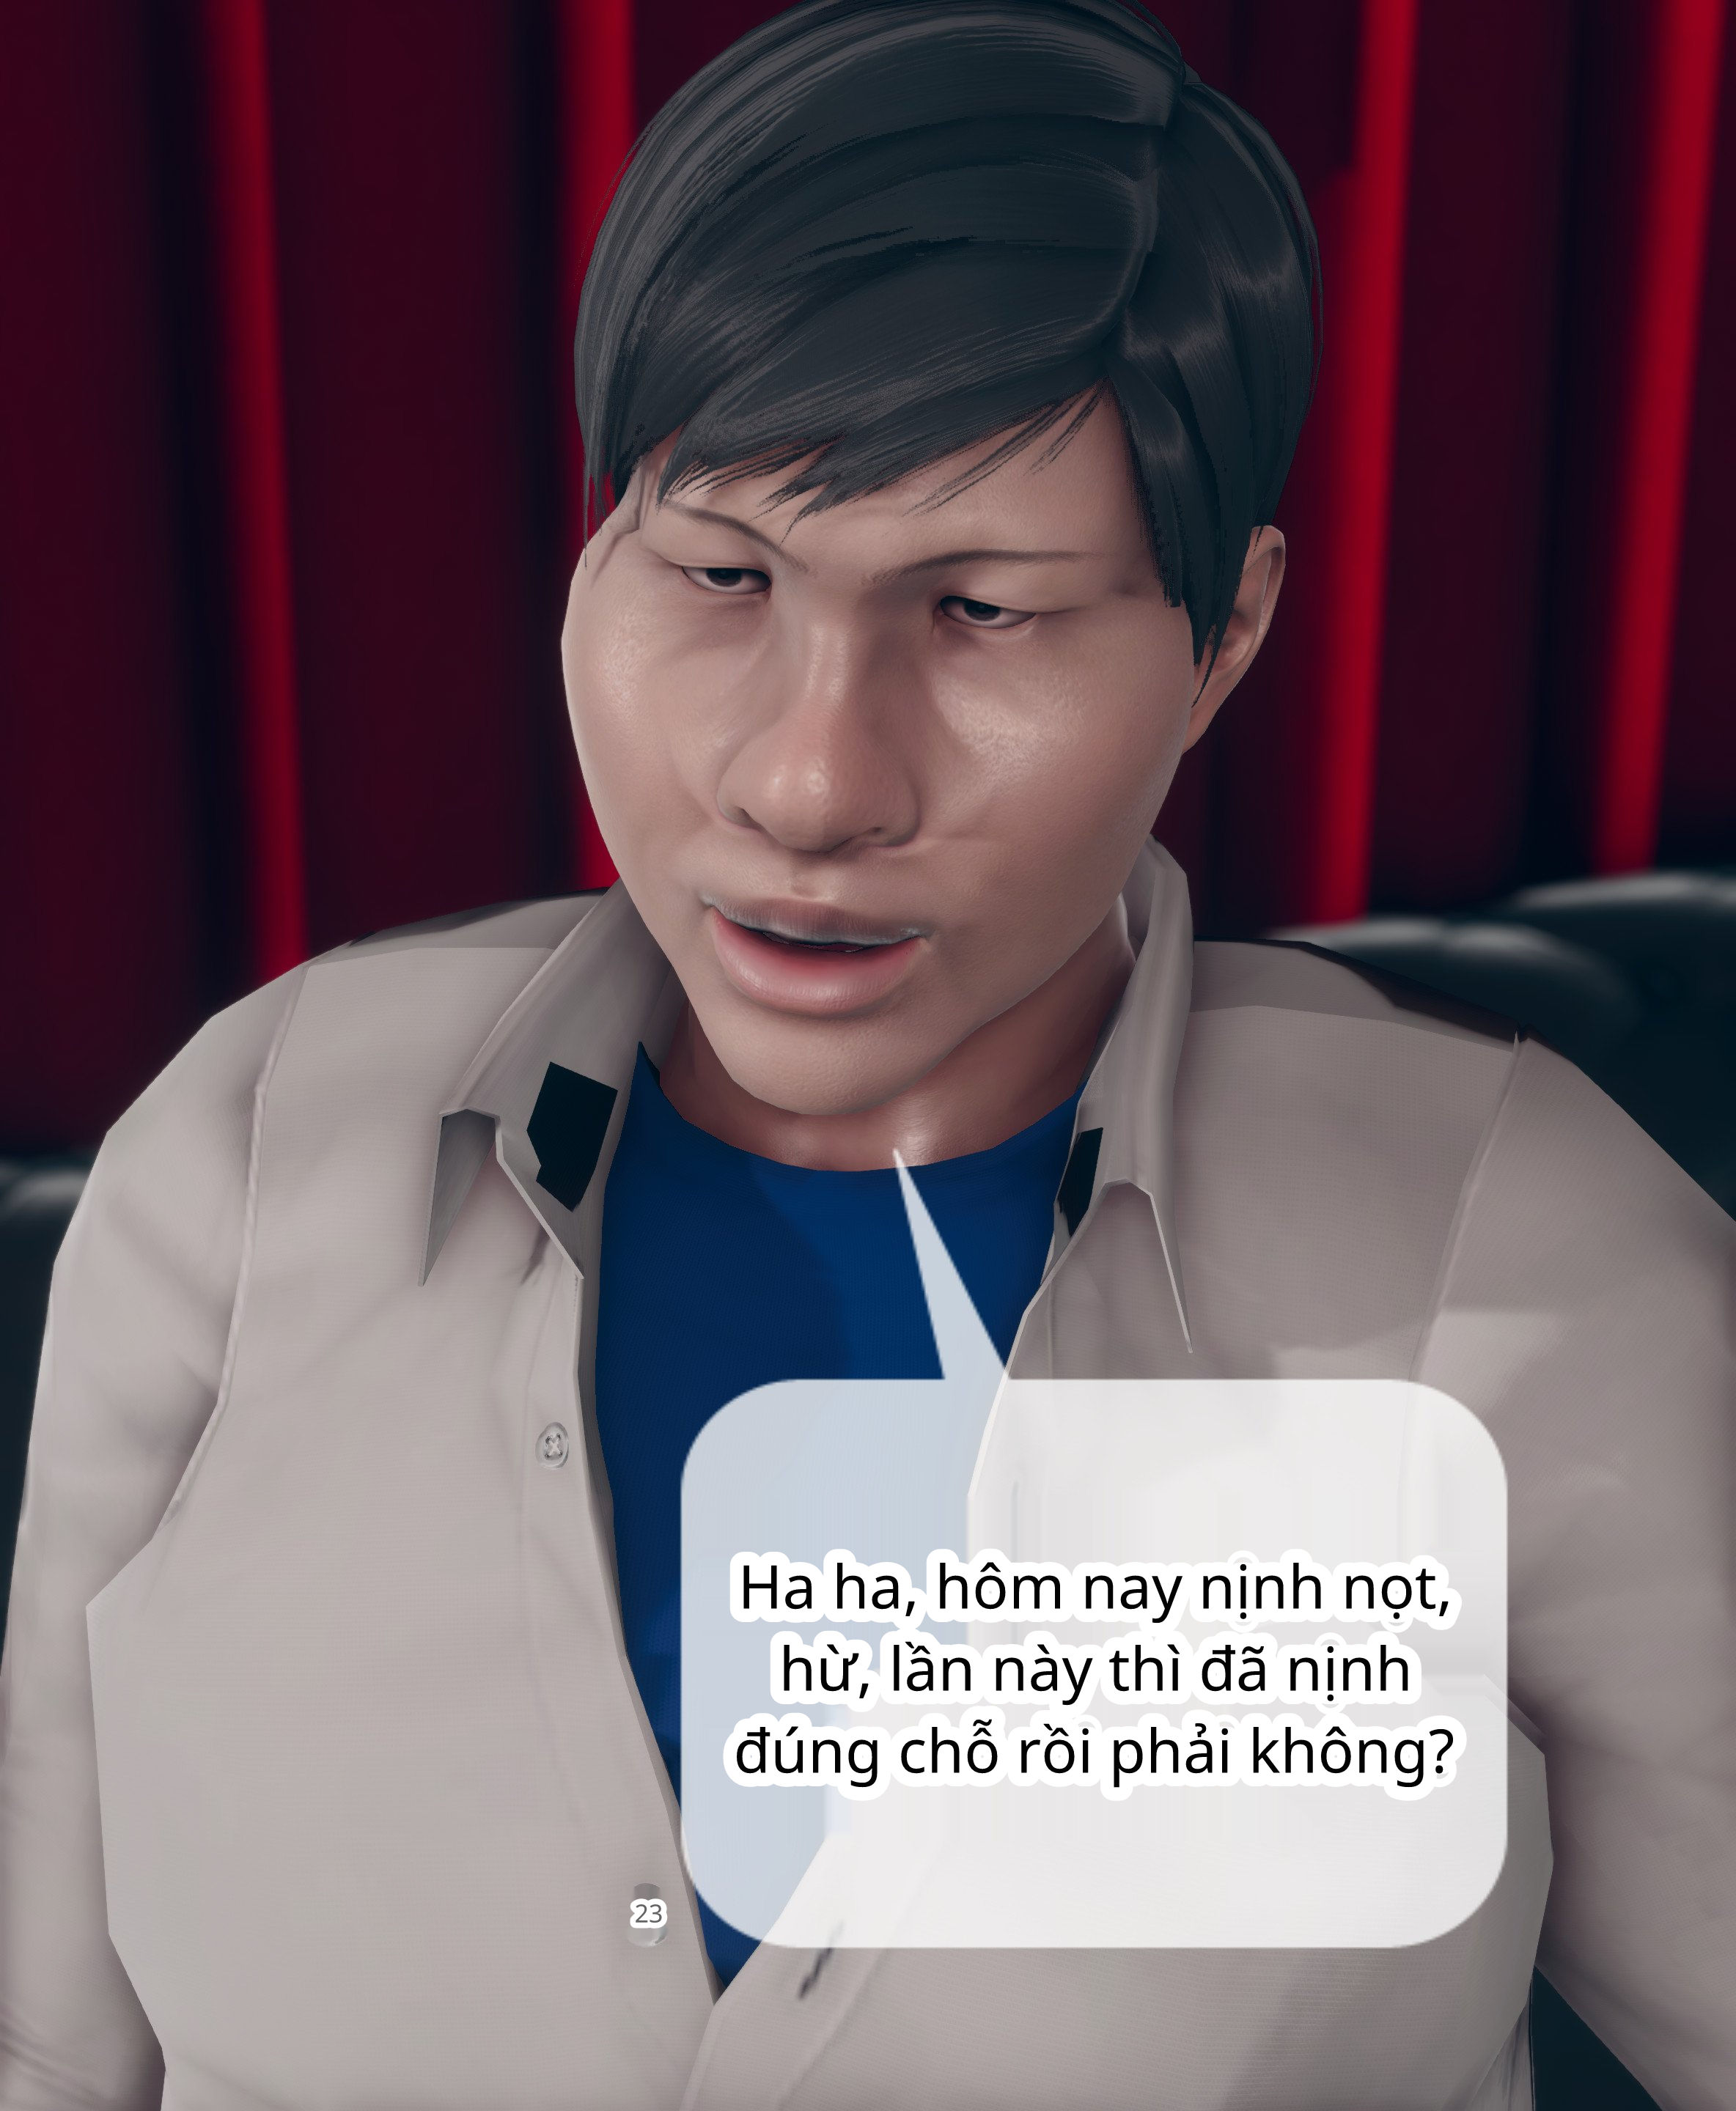 Ha ha, hôm nay nịnh nọt,
hừ, lần này thì đã nịnh
đúng chỗ rồi phải không?
23